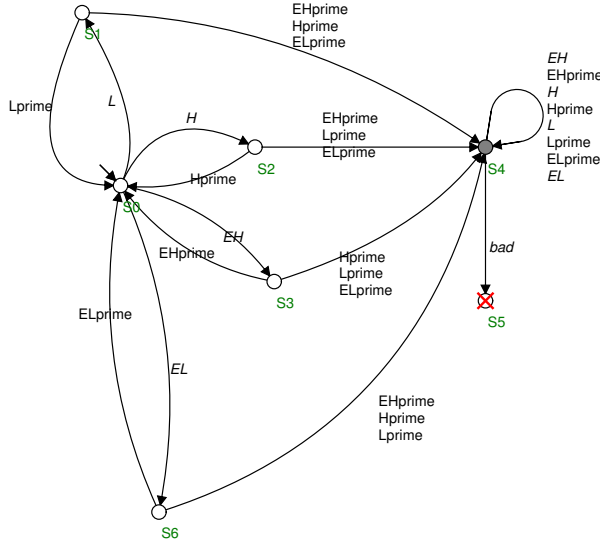 EHprime
Hprime
ELprime
S1
Lprime
L
H
EHprime
Lprime
ELprime
EH
EHprime
H
Hprime
L
Lprime
ELprime
EL
S2
S4
Hprime
S0
EH
EHprime
Hprime
Lprime
ELprime
bad
S3
S5
ELprime
EL
EHprime
Hprime
Lprime
S6